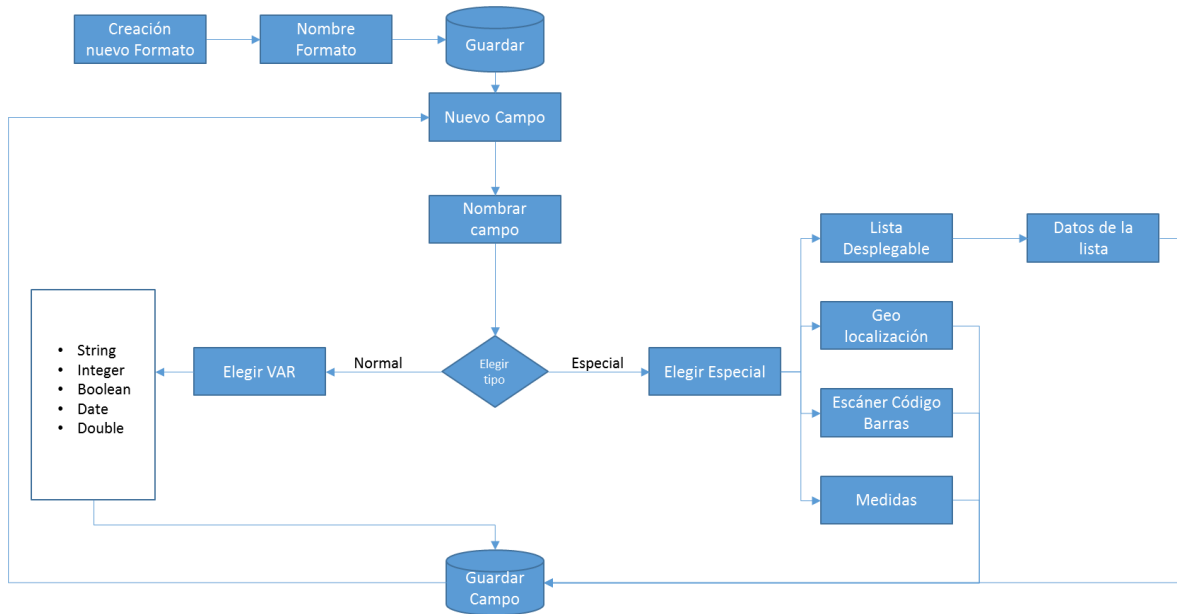 Creación
nuevo Formato
Nombre
Formato
Guardar
Nuevo Campo
Nombrar
campo
Lista
Desplegable
Datos de la
lista
Geo
localización
• String
• Integer
• Boolean
• Date
• Double
Elegir VAR
Normal
Elegir
tipo
Especial
Elegir Especial
Escáner Código
Barras
Medidas
Guardar
Campo